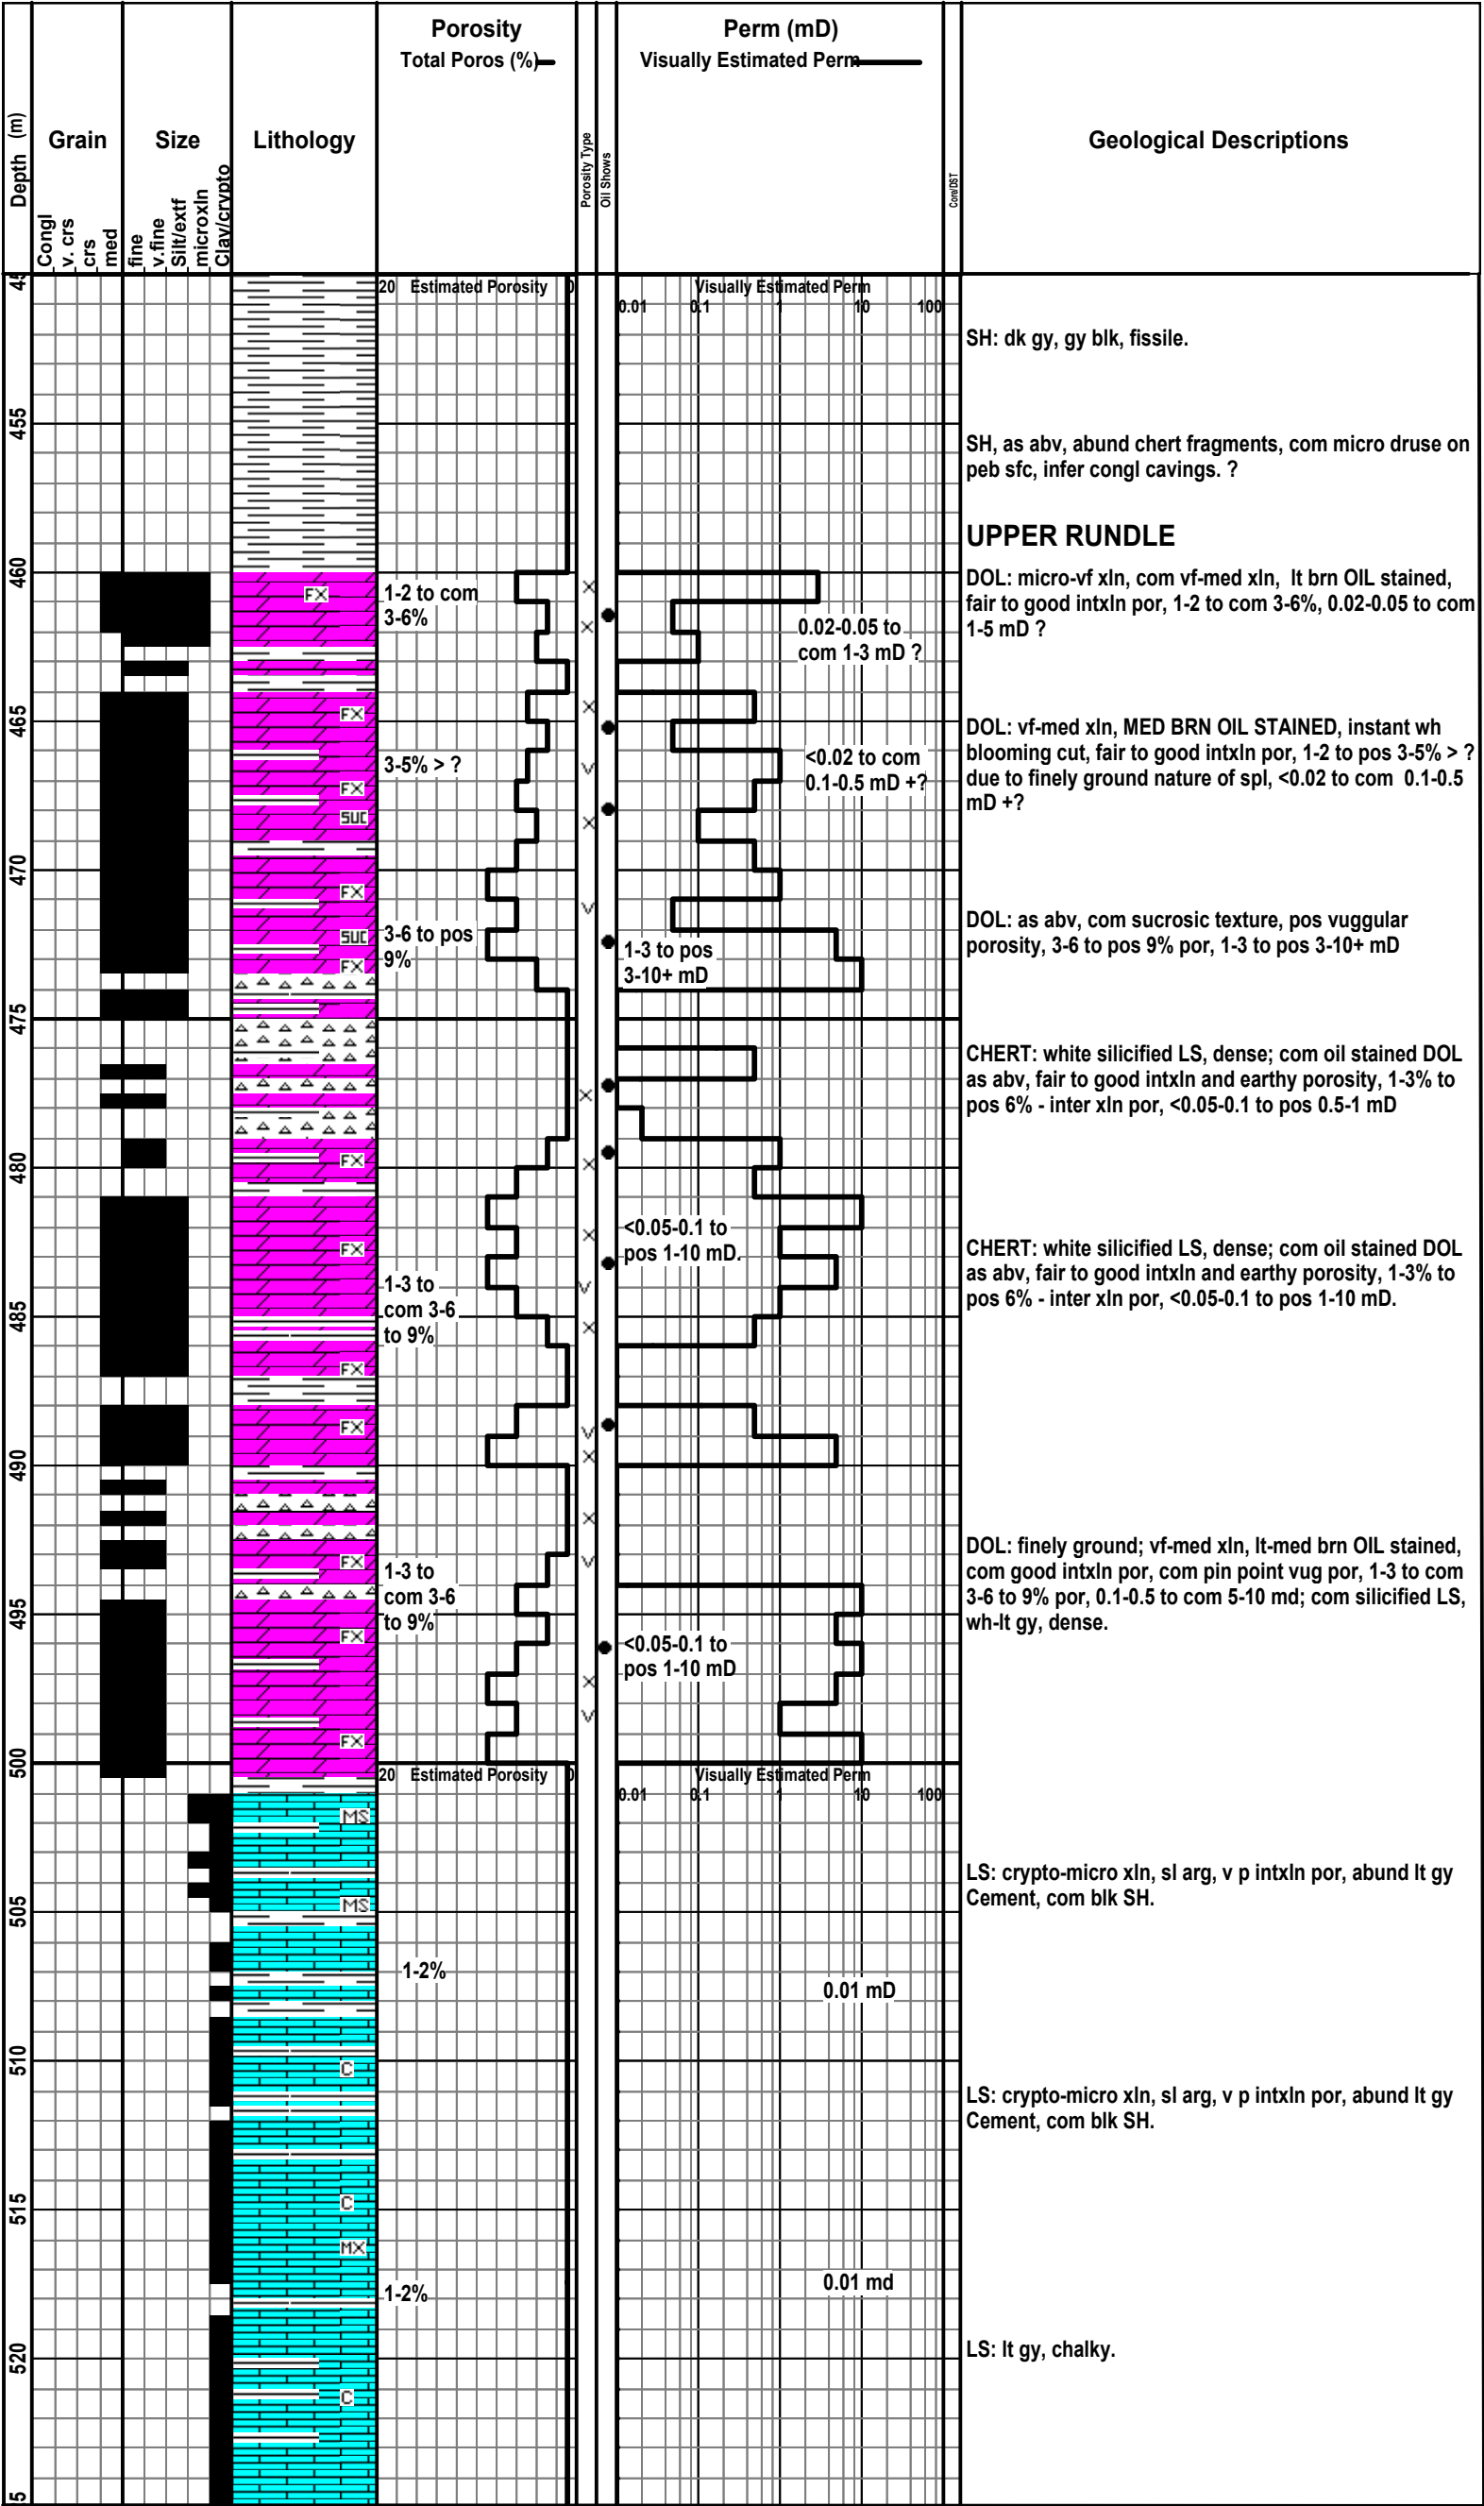 Porosity
Total Poros (%)
Perm (mD)
Visually Estimated Perm
Depth (m)
Grain
Size
Lithology
Porosity Type
Oil Shows
Core/DST
Geological Descriptions
Congl
v. crs
crs
med
fine
v.fine
Silt/extf
microxln
Clay/crypto
45
20 Estimated Porosity 0
Visually Estimated Perm
0.01 0.1 1 10 100
SH: dk gy, gy blk, fissile.
455
SH, as abv, abund chert fragments, com micro druse on
peb sfc, infer congl cavings. ?
UPPER RUNDLE
460
FX
1-2 to com
3-6%
X
X
0.02-0.05 to
com 1-3 mD ?
DOL: micro-vf xln, com vf-med xln, lt brn OIL stained,
fair to good intxln por, 1-2 to com 3-6%, 0.02-0.05 to com
1-5 mD ?
465
FX
X
3-5% > ?
V
<0.02 to com
0.1-0.5 mD +?
DOL: vf-med xln, MED BRN OIL STAINED, instant wh
blooming cut, fair to good intxln por, 1-2 to pos 3-5% > ?
due to finely ground nature of spl, <0.02 to com 0.1-0.5
mD +?
FX
SUC
X
470
FX
V
SUC
3-6 to pos
9%
FX
1-3 to pos
3-10+ mD
DOL: as abv, com sucrosic texture, pos vuggular
porosity, 3-6 to pos 9% por, 1-3 to pos 3-10+ mD
475
X
CHERT: white silicified LS, dense; com oil stained DOL
as abv, fair to good intxln and earthy porosity, 1-3% to
pos 6% - inter xln por, <0.05-0.1 to pos 0.5-1 mD
480
FX
X
X
<0.05-0.1 to
pos 1-10 mD.
FX
V
1-3 to
com 3-6
to 9%
CHERT: white silicified LS, dense; com oil stained DOL
as abv, fair to good intxln and earthy porosity, 1-3% to
pos 6% - inter xln por, <0.05-0.1 to pos 1-10 mD.
485
X
FX
FX
V
X
490
X
FX
V
1-3 to
com 3-6
to 9%
DOL: finely ground; vf-med xln, lt-med brn OIL stained,
com good intxln por, com pin point vug por, 1-3 to com
3-6 to 9% por, 0.1-0.5 to com 5-10 md; com silicified LS,
wh-lt gy, dense.
495
FX
<0.05-0.1 to
pos 1-10 mD
X
V
FX
500
20 Estimated Porosity 0
Visually Estimated Perm
0.01 0.1 1 10 100
MS
LS: crypto-micro xln, sl arg, v p intxln por, abund lt gy
Cement, com blk SH.
MS
505
1-2%
0.01 mD
510
C
LS: crypto-micro xln, sl arg, v p intxln por, abund lt gy
Cement, com blk SH.
515
C
MX
1-2%
0.01 md
520
LS: lt gy, chalky.
C
5